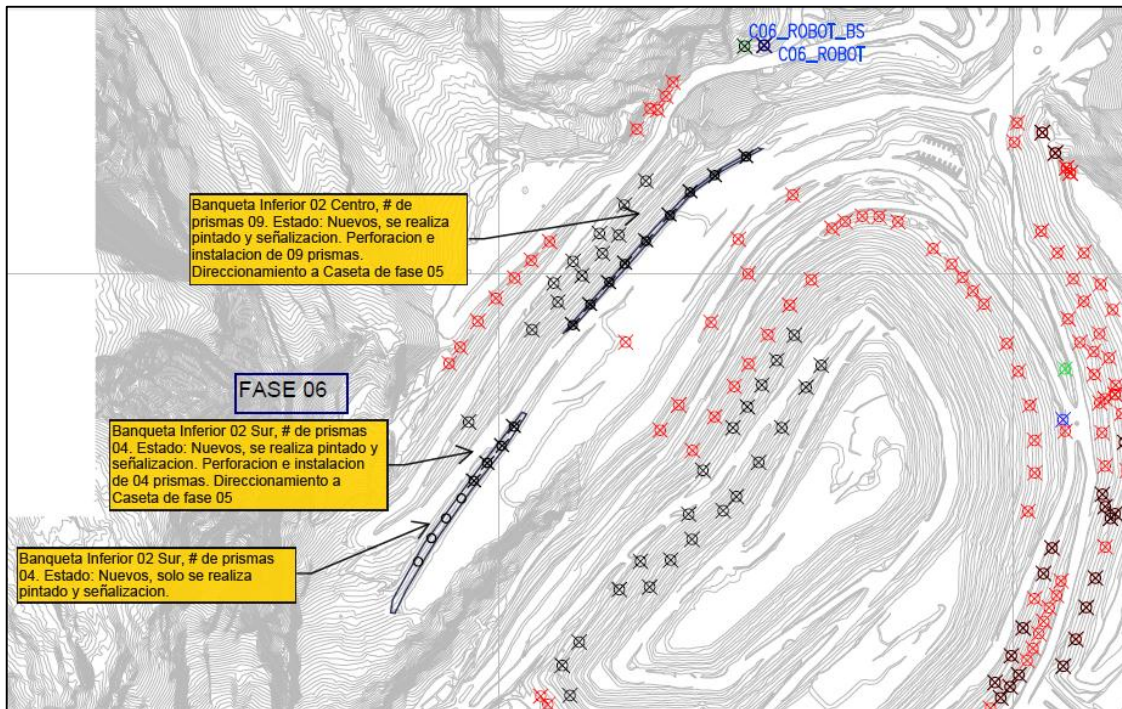 C06_ROBOT_BS
C06_ROBOT
Banqueta Inferior 02 Centro, # de
prismas 09. Estado: Nuevos, se realiza
pintado y señalizacion. Perforacion e
instalacion de 09 prismas.
Direccionamiento a Caseta de fase 05
FASE 06
Banqueta Inferior 02 Sur, # de prismas
04. Estado: Nuevos, se realiza pintado y
señalizacion. Perforacion e instalacion
de 04 prismas. Direccionamiento a
Caseta de fase 05
Banqueta Inferior 02 Sur, # de prismas
04. Estado: Nuevos, solo se realiza
pintado y señalizacion.